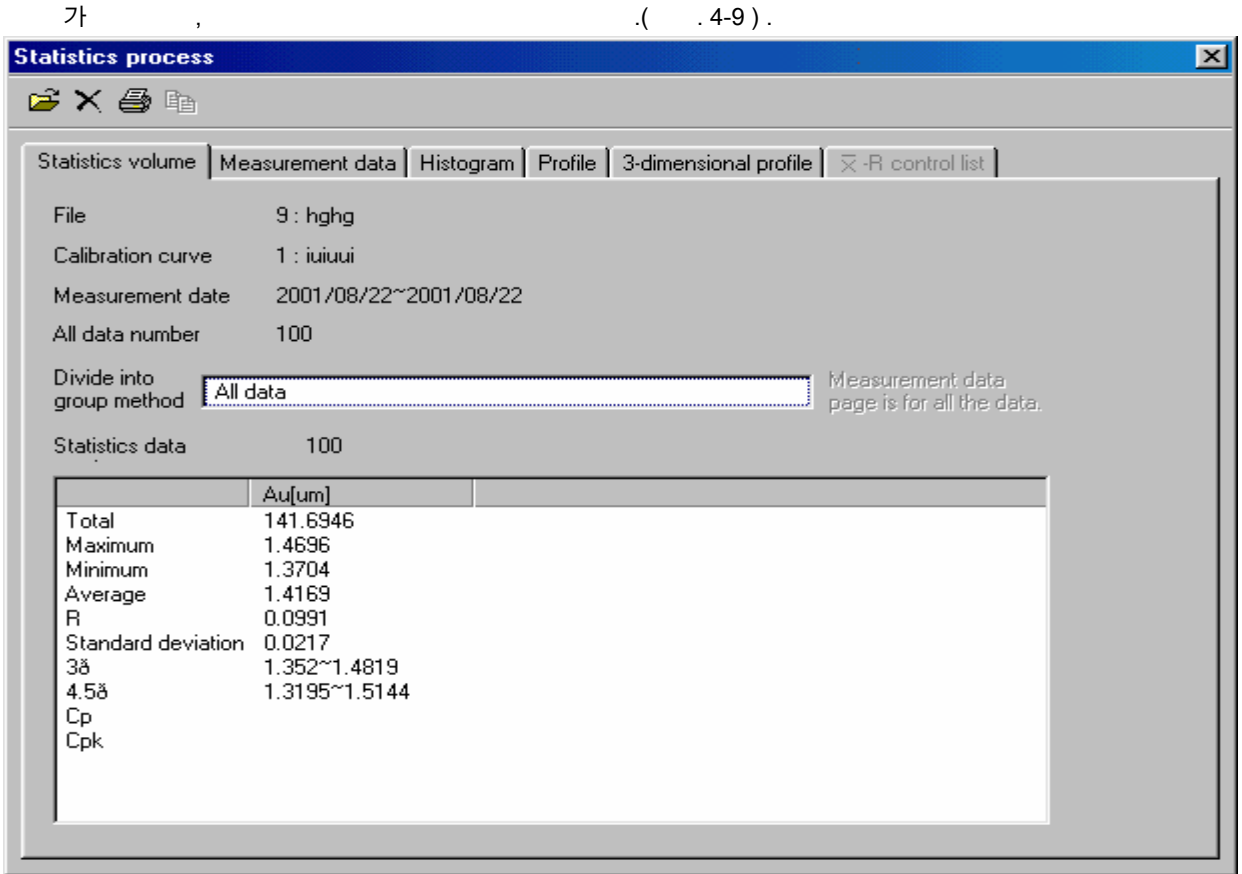 가 , .( . 4-9 ) .
Statistics process
Statistics volume Measurement data Histogram Profile 3-dimensional profile X̄ -R control list
File 9 : hghg
Calibration curve 1 : iuiuui
Measurement date 2001/08/22~2001/08/22
All data number 100
Divide into
group method
All data
Measurement data
page is for all the data.
Statistics data 100
Au[um]
Total 141.6946
Maximum 1.4696
Minimum 1.3704
Average 1.4169
R 0.0991
Standard deviation 0.0217
3ð 1.352~1.4819
4.5ð 1.3195~1.5144
Cp
Cpk